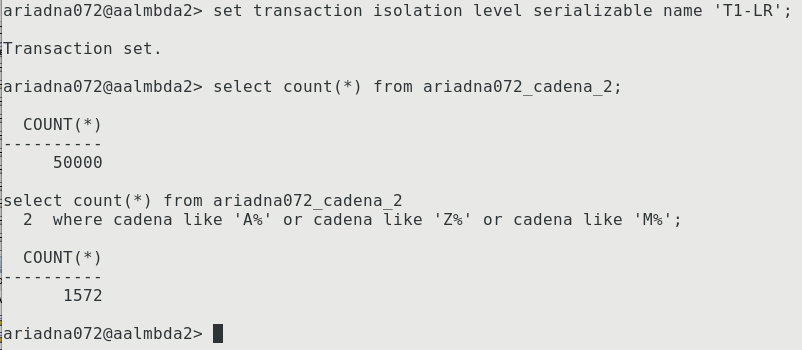 ariadna072@aalmbda2> set transaction isolation level serializable name 'T1-LR';
Transaction set.
ariadna072@aalmbda2> select count(*) from ariadna072_cadena_2;
COUNT(*)
----------
50000
select count(*) from ariadna072_cadena_2
2  where cadena like 'A%' or cadena like 'Z%' or cadena like 'M%';
COUNT(*)
----------
1572
ariadna072@aalmbda2>